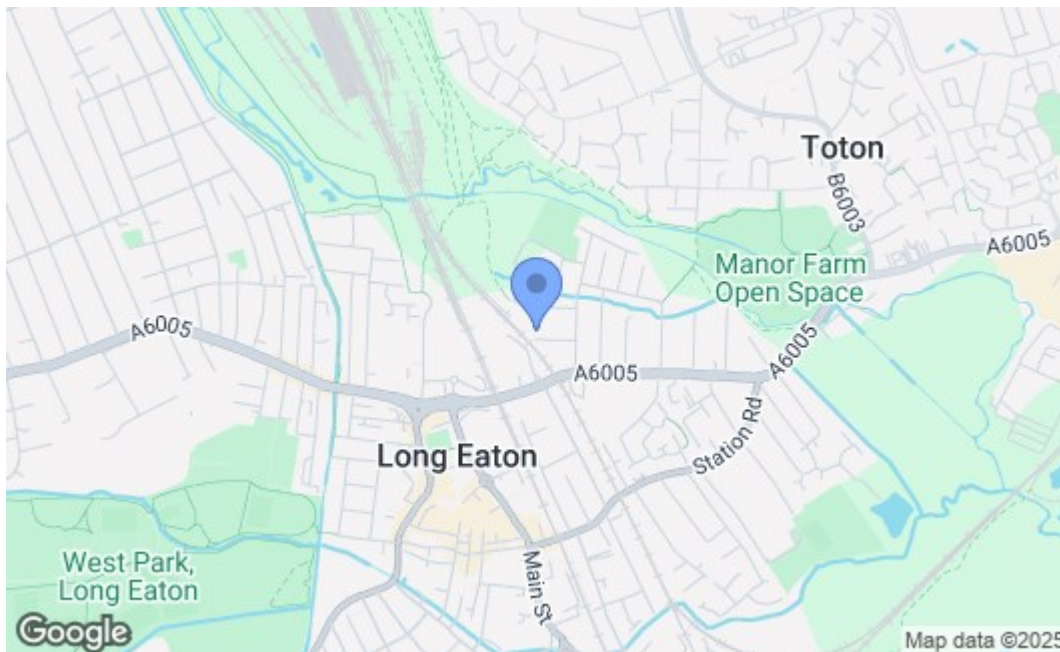 Toton
B6003
A6005
Manor Farm
Open Space
A6005
A6005
A6005
Long Eaton
Station Rd
West Park,
Long Eaton
Main St
Google
Map data ©2025